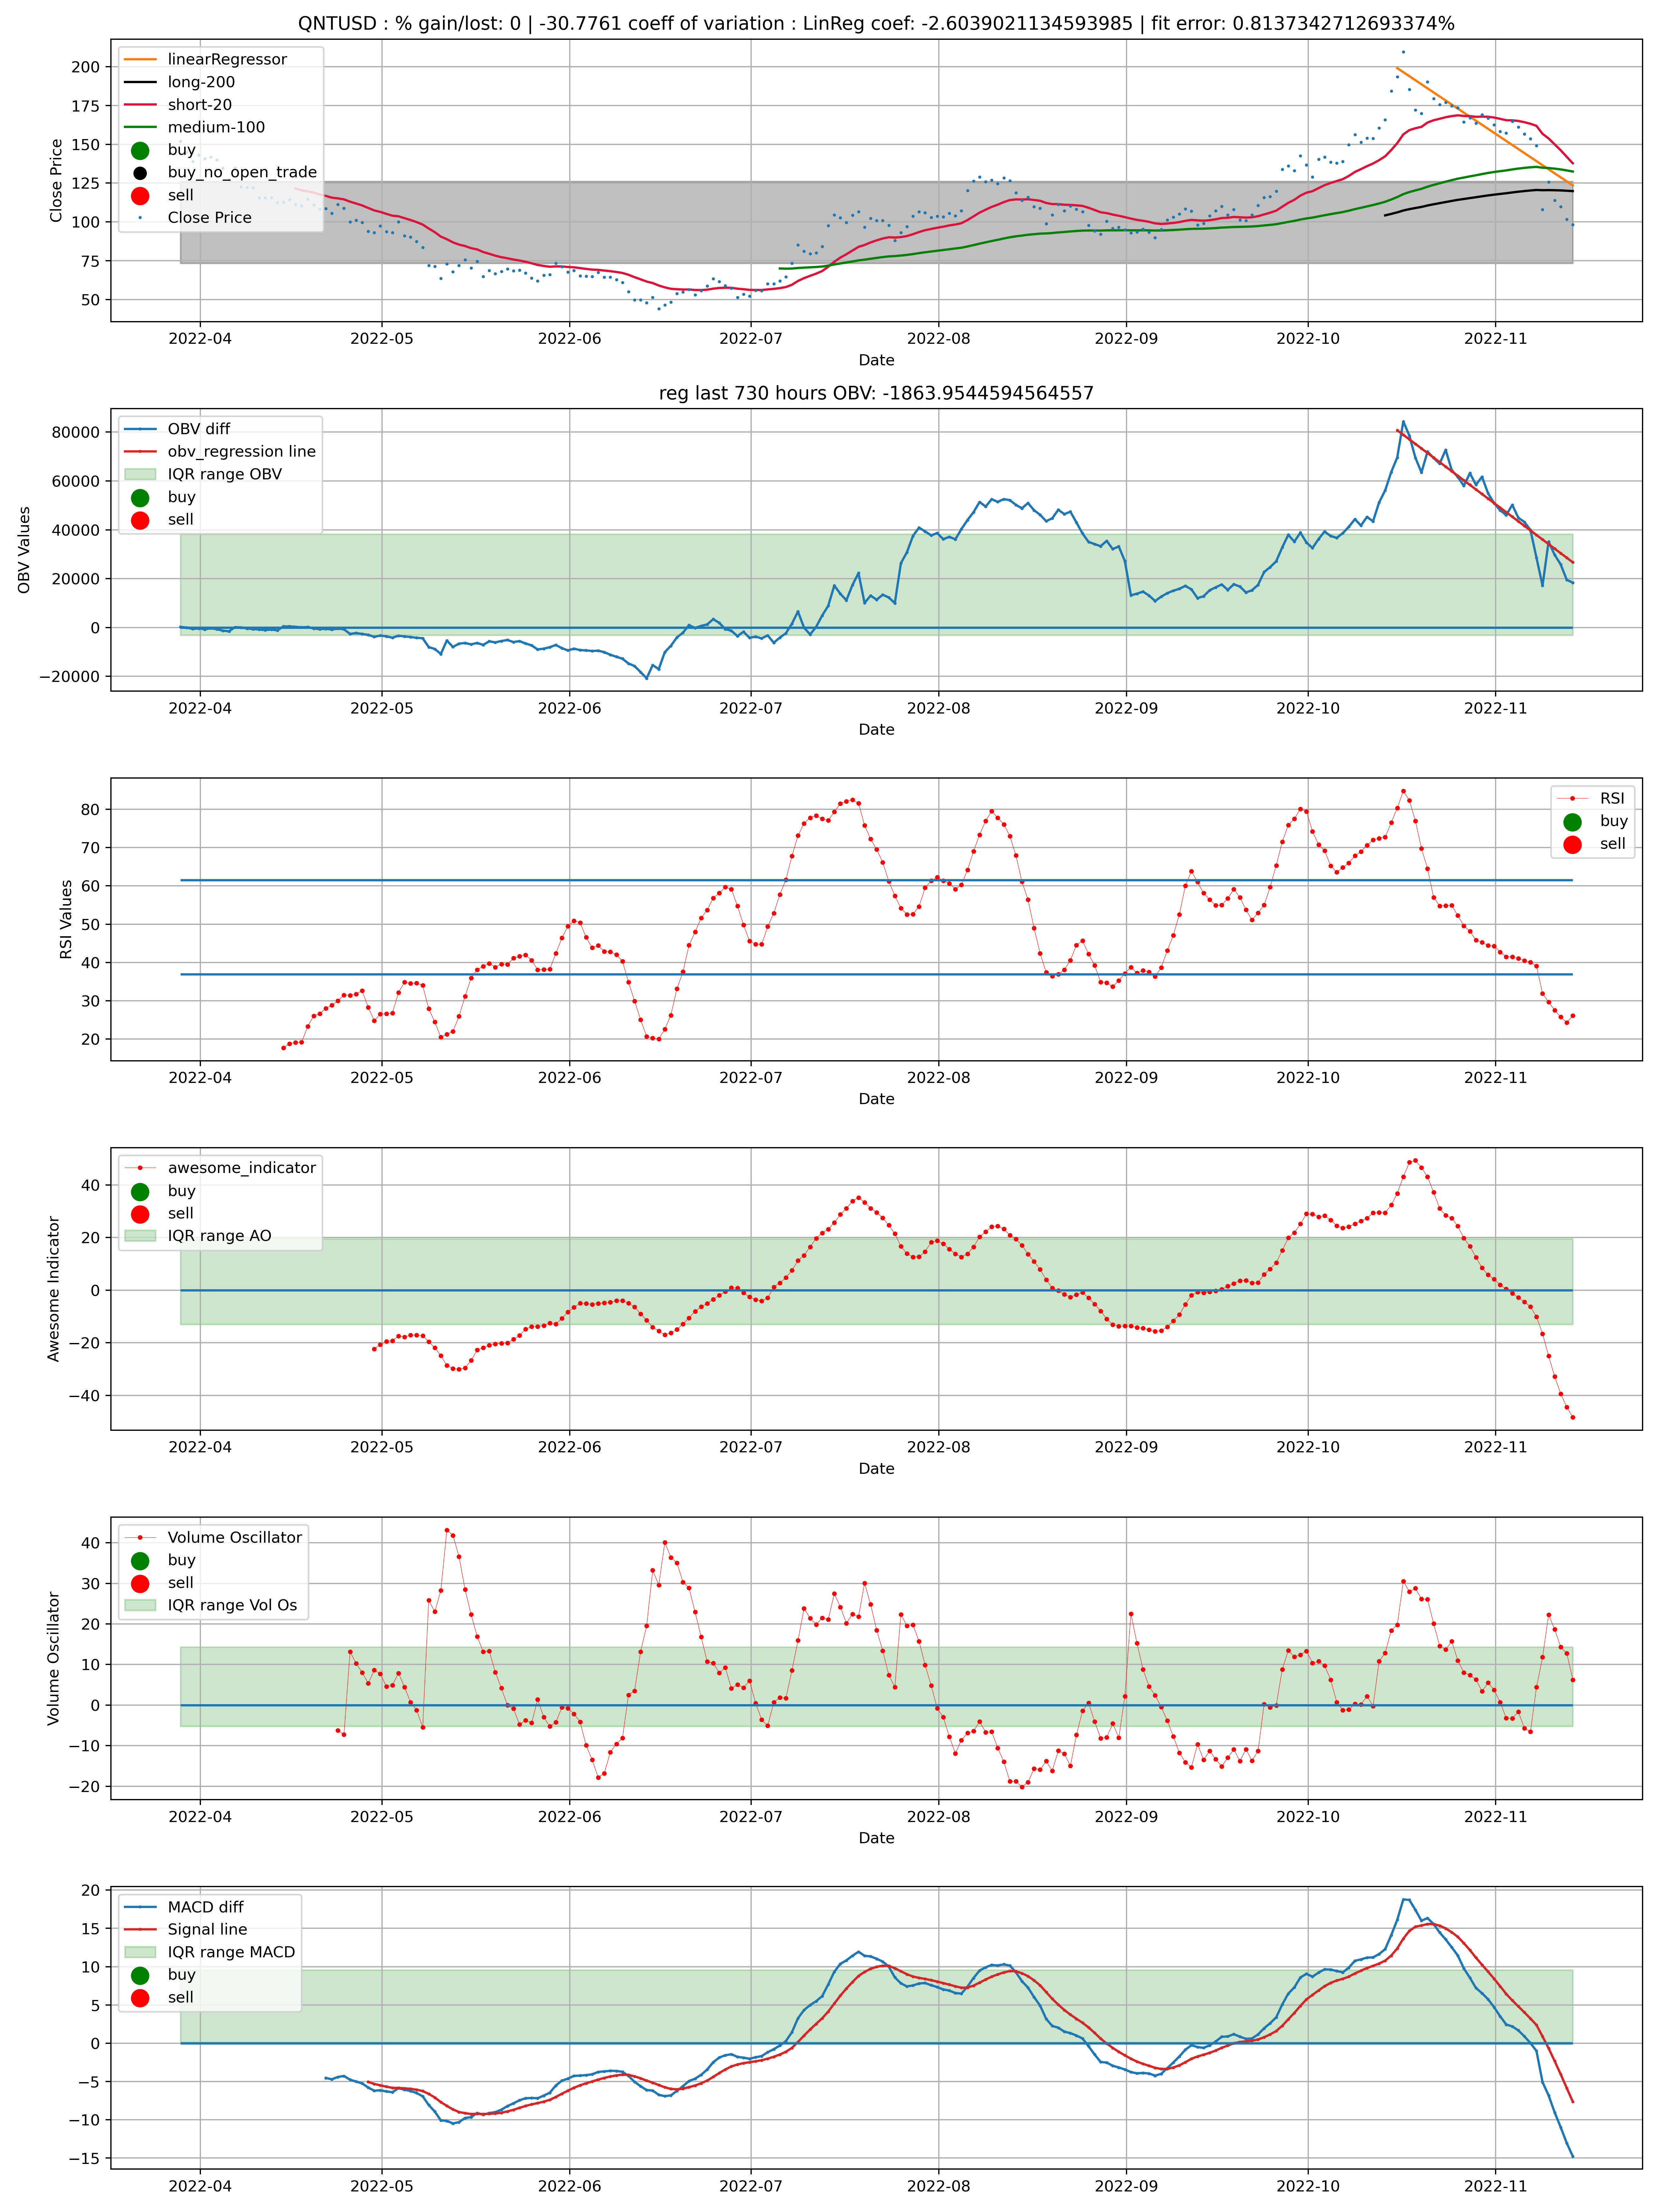 QNTUSD : % gain/lost: 0 | -30.7761 coeff of variation : LinReg coef: -2.6039021134593985 | fit error: 0.8137342712693374%
linearRegressor
long-200
short-20
medium-100
buy
buy_no_open_trade
sell
Close Price
Close Price
200
175
150
125
100
75
50
2022-04 2022-05 2022-06 2022-07 2022-08 2022-09 2022-10 2022-11
Date
reg last 730 hours OBV: -1863.9544594564557
OBV diff
obv_regression line
IQR range OBV
buy
sell
OBV Values
80000
60000
40000
20000
0
−20000
2022-04 2022-05 2022-06 2022-07 2022-08 2022-09 2022-10 2022-11
Date
RSI
buy
sell
RSI Values
80
70
60
50
40
30
20
2022-04 2022-05 2022-06 2022-07 2022-08 2022-09 2022-10 2022-11
Date
awesome_indicator
buy
sell
IQR range AO
Awesome Indicator
40
20
0
−20
−40
2022-04 2022-05 2022-06 2022-07 2022-08 2022-09 2022-10 2022-11
Date
Volume Oscillator
buy
sell
IQR range Vol Os
Volume Oscillator
40
30
20
10
0
−10
−20
2022-04 2022-05 2022-06 2022-07 2022-08 2022-09 2022-10 2022-11
Date
MACD diff
Signal line
IQR range MACD
buy
sell
20
15
10
5
0
−5
−10
−15
2022-04 2022-05 2022-06 2022-07 2022-08 2022-09 2022-10 2022-11